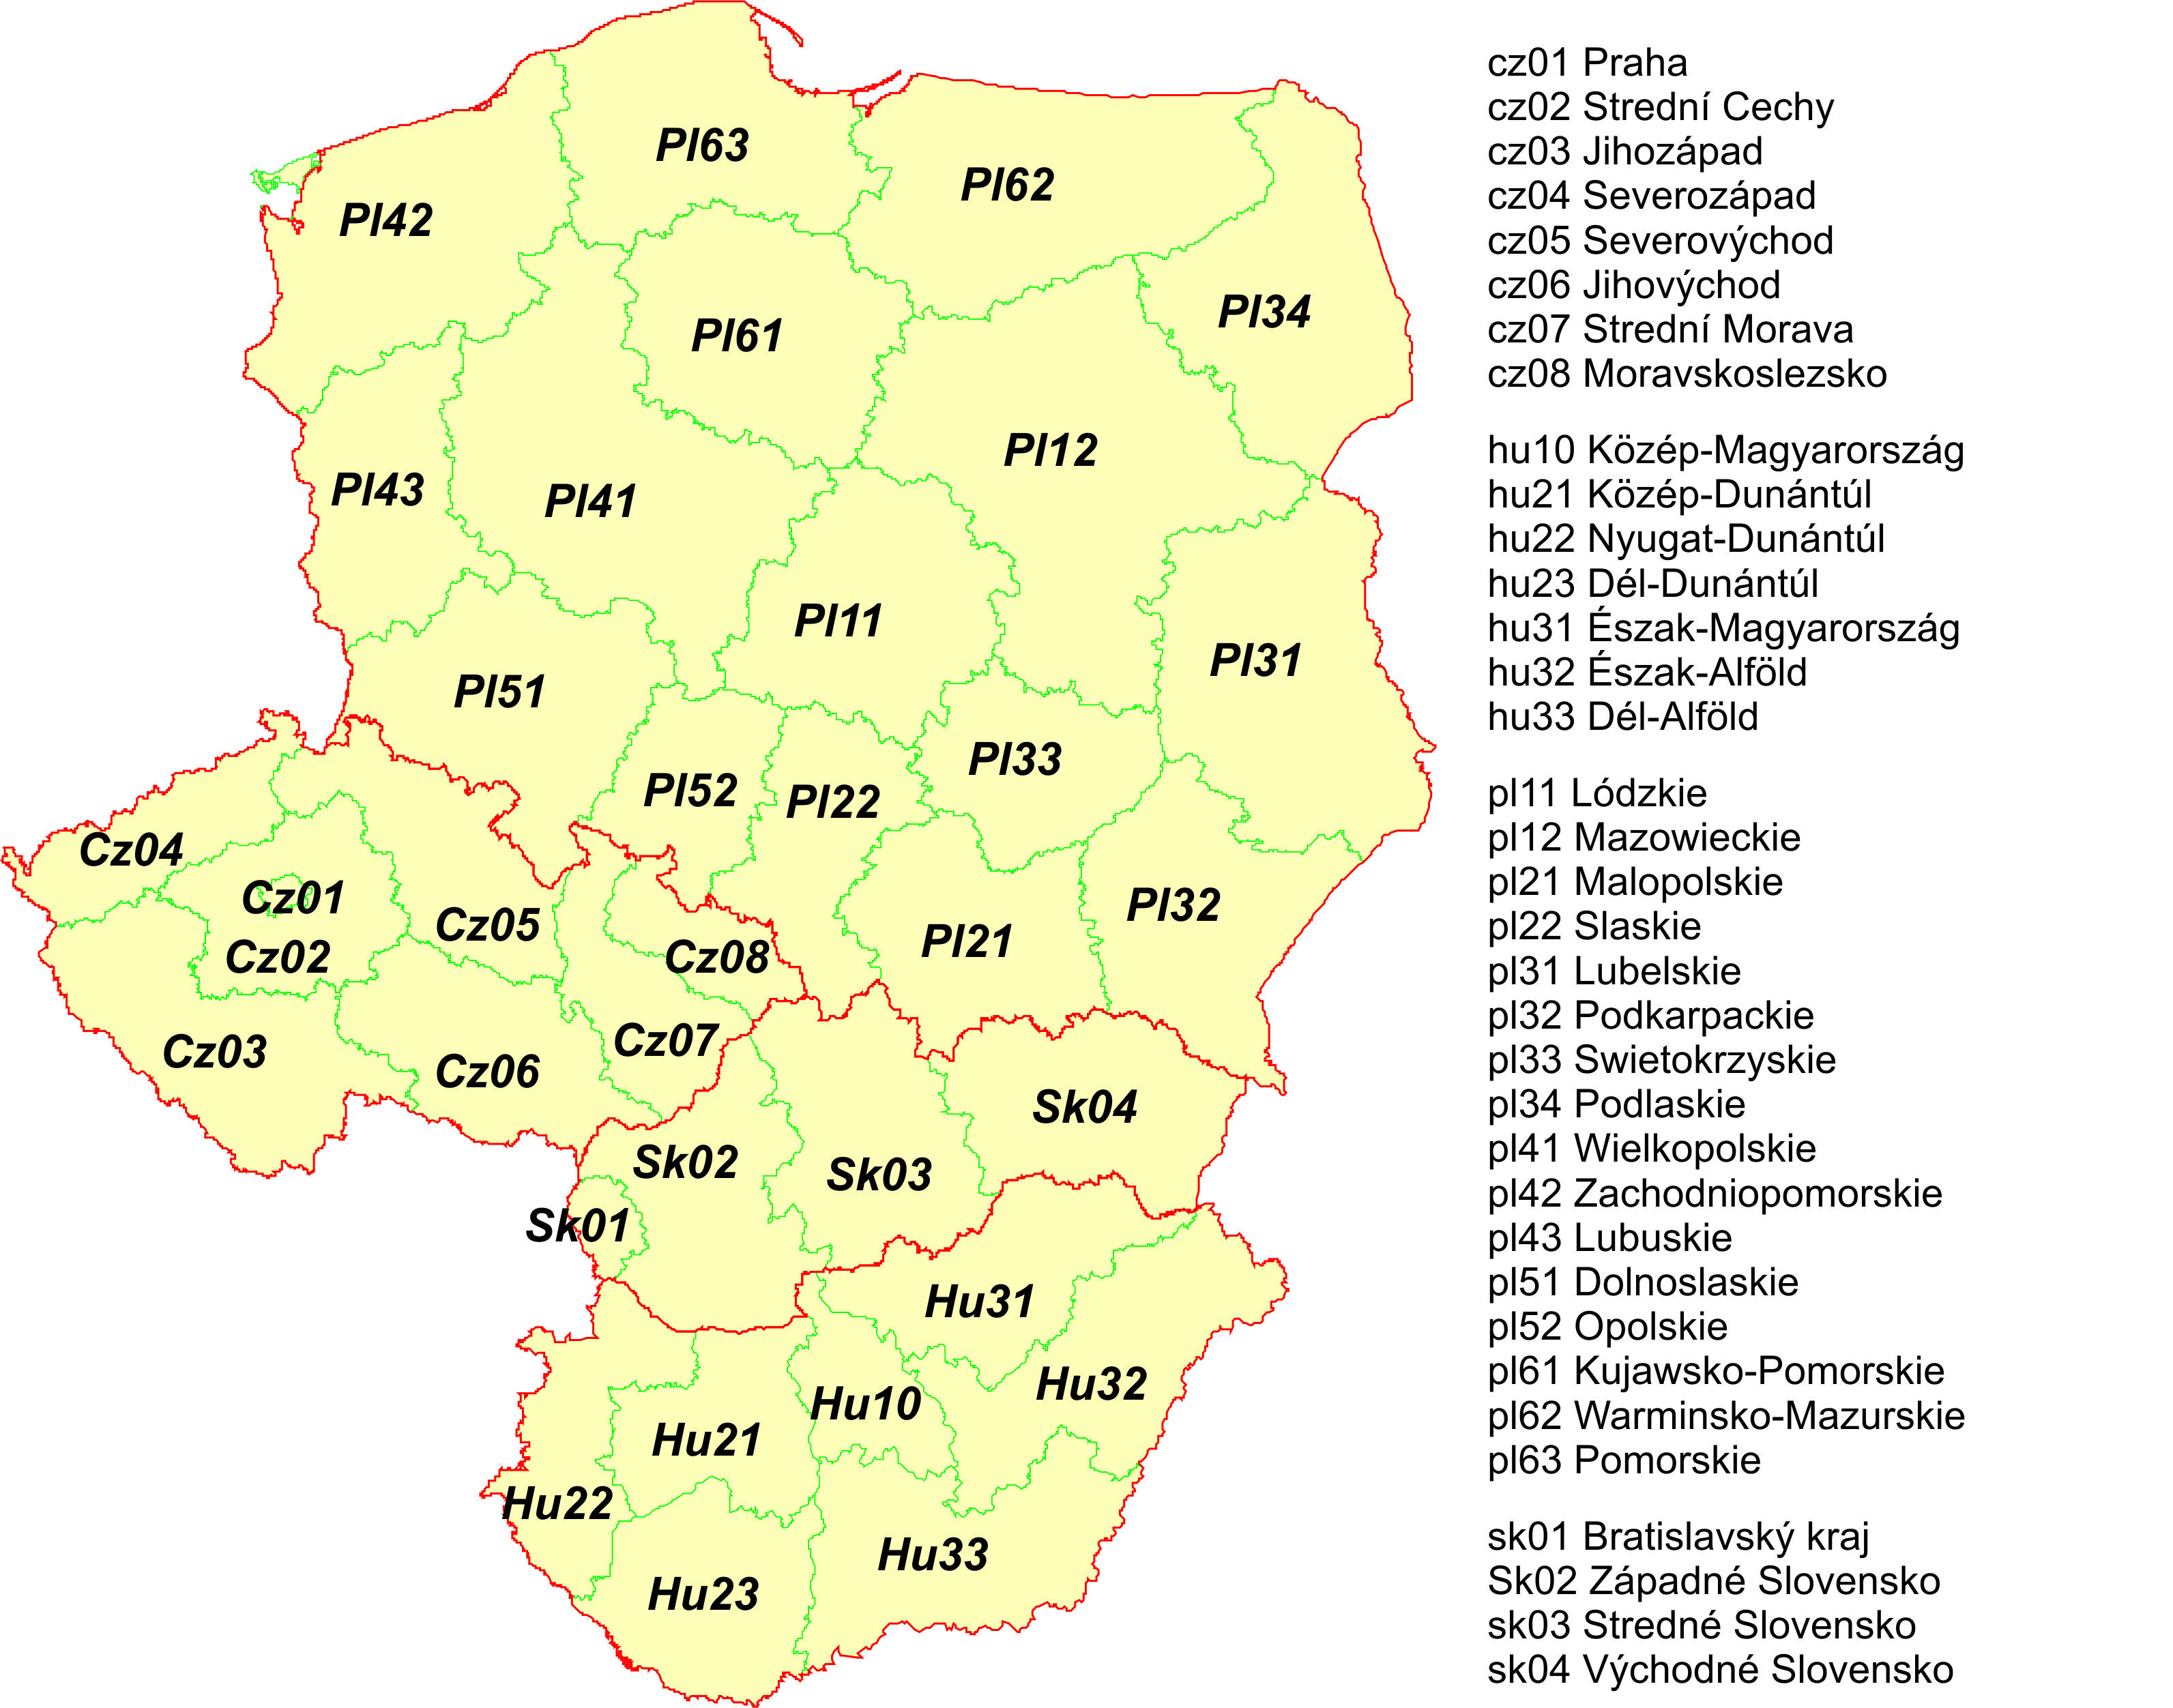 Pl63
Pl62
Pl42
Pl34
Pl61
Pl12
Pl43
Pl41
Pl11
Pl31
Pl51
Pl33
Pl52
Pl22
Cz04
Cz01
Pl32
Cz05
Pl21
Cz02
Cz08
Cz07
Cz03
Cz06
Sk04
Sk02
Sk03
Sk01
Hu31
Hu32
Hu10
Hu21
Hu22
Hu33
Hu23
cz01 Praha
cz02 Strední Cechy
cz03 Jihozápad
cz04 Severozápad
cz05 Severovýchod
cz06 Jihovýchod
cz07 Strední Morava
cz08 Moravskoslezsko
hu10 Közép-Magyarország
hu21 Közép-Dunántúl
hu22 Nyugat-Dunántúl
hu23 Dél-Dunántúl
hu31 Észak-Magyarország
hu32 Észak-Alföld
hu33 Dél-Alföld
pl11 Lódzkie
pl12 Mazowieckie
pl21 Malopolskie
pl22 Slaskie
pl31 Lubelskie
pl32 Podkarpackie
pl33 Swietokrzyskie
pl34 Podlaskie
pl41 Wielkopolskie
pl42 Zachodniopomorskie
pl43 Lubuskie
pl51 Dolnoslaskie
pl52 Opolskie
pl61 Kujawsko-Pomorskie
pl62 Warminsko-Mazurskie
pl63 Pomorskie
sk01 Bratislavský kraj
Sk02 Západné Slovensko
sk03 Stredné Slovensko
sk04 Východné Slovensko